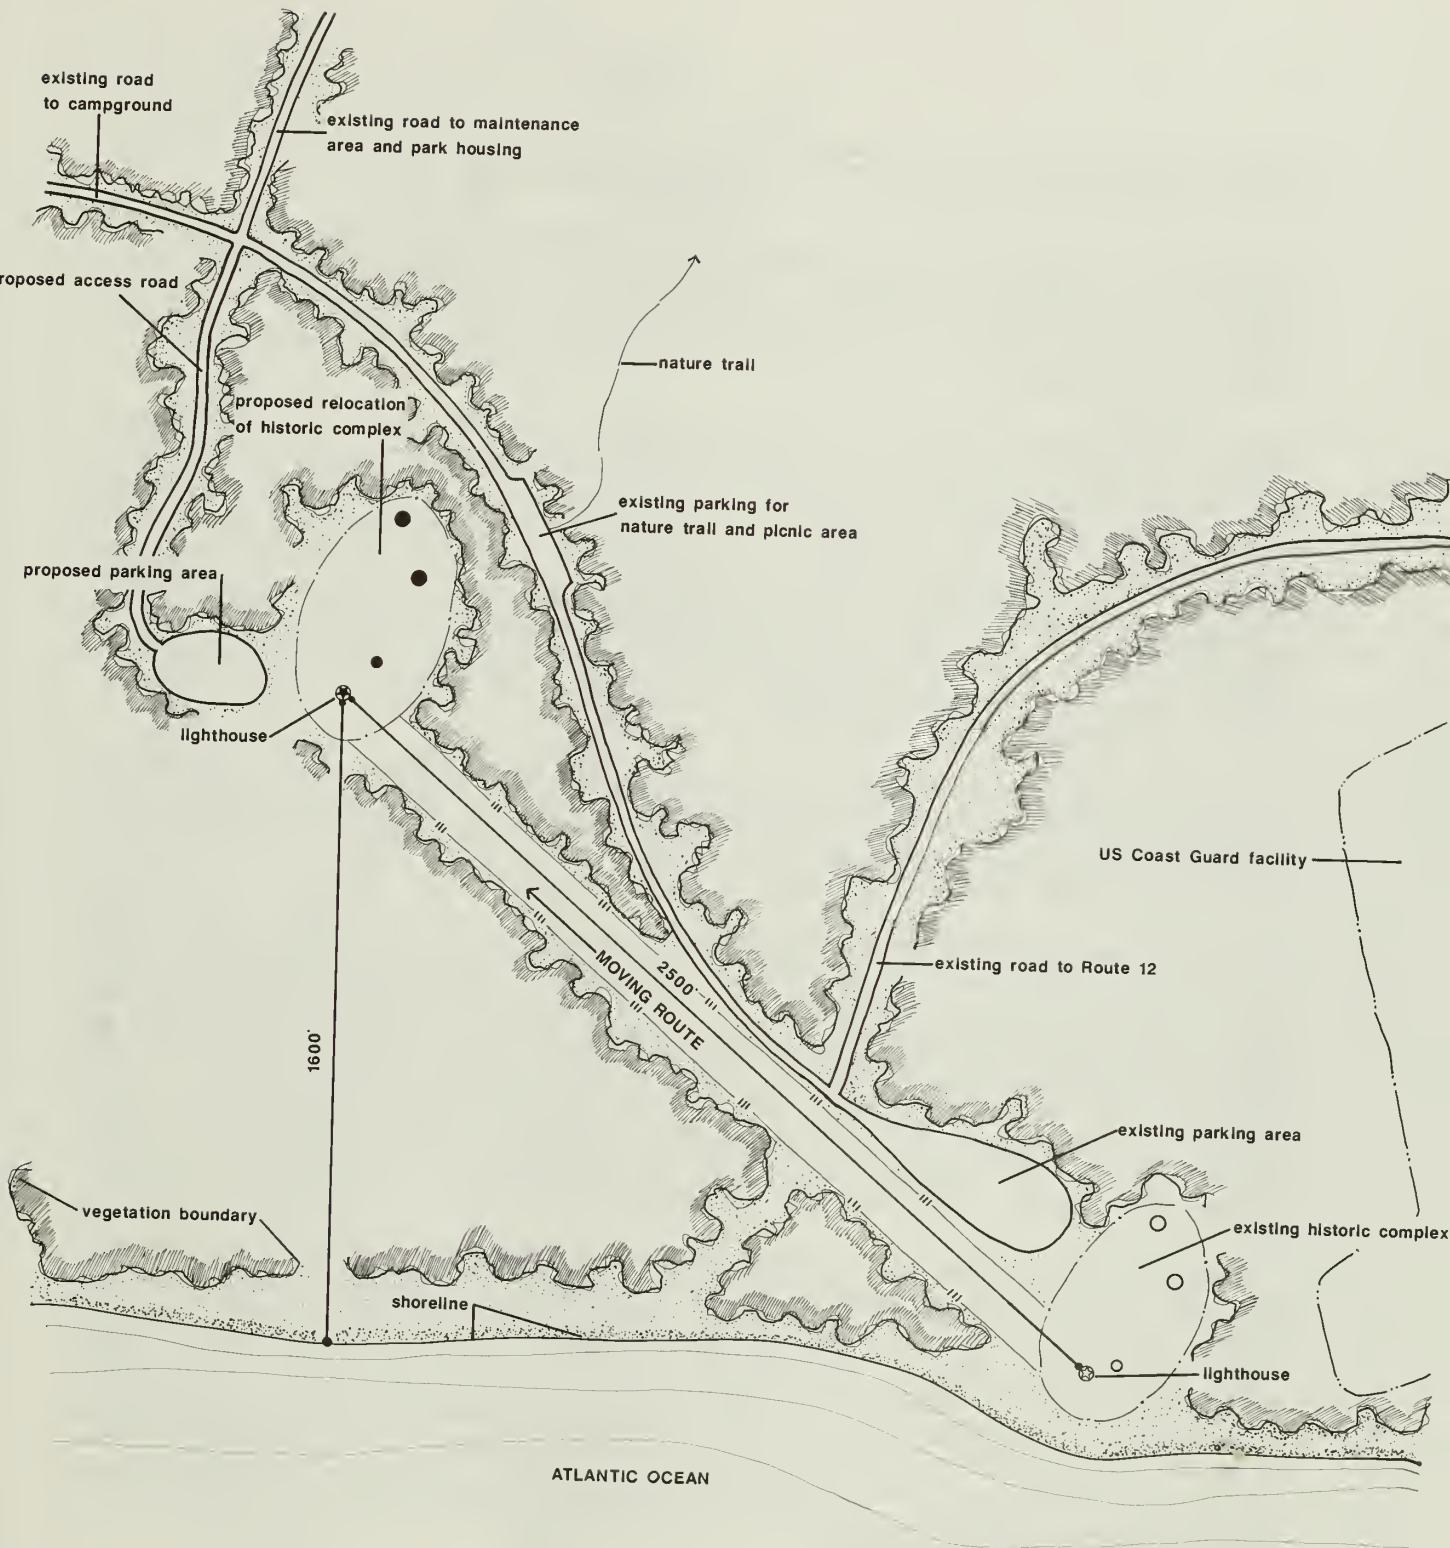 existing road
to campground
existing road to maintenance
area and park housing
roposed access road
nature trail
proposed relocation
of historic complex
existing parking for
nature trail and picnic area
proposed parking area
lighthouse
US Coast Guard facility
existing road to Route 12
2500'
MOVING ROUTE
1600'
existing parking area
vegetation boundary
existing historic complex
shoreline
lighthouse
ATLANTIC OCEAN